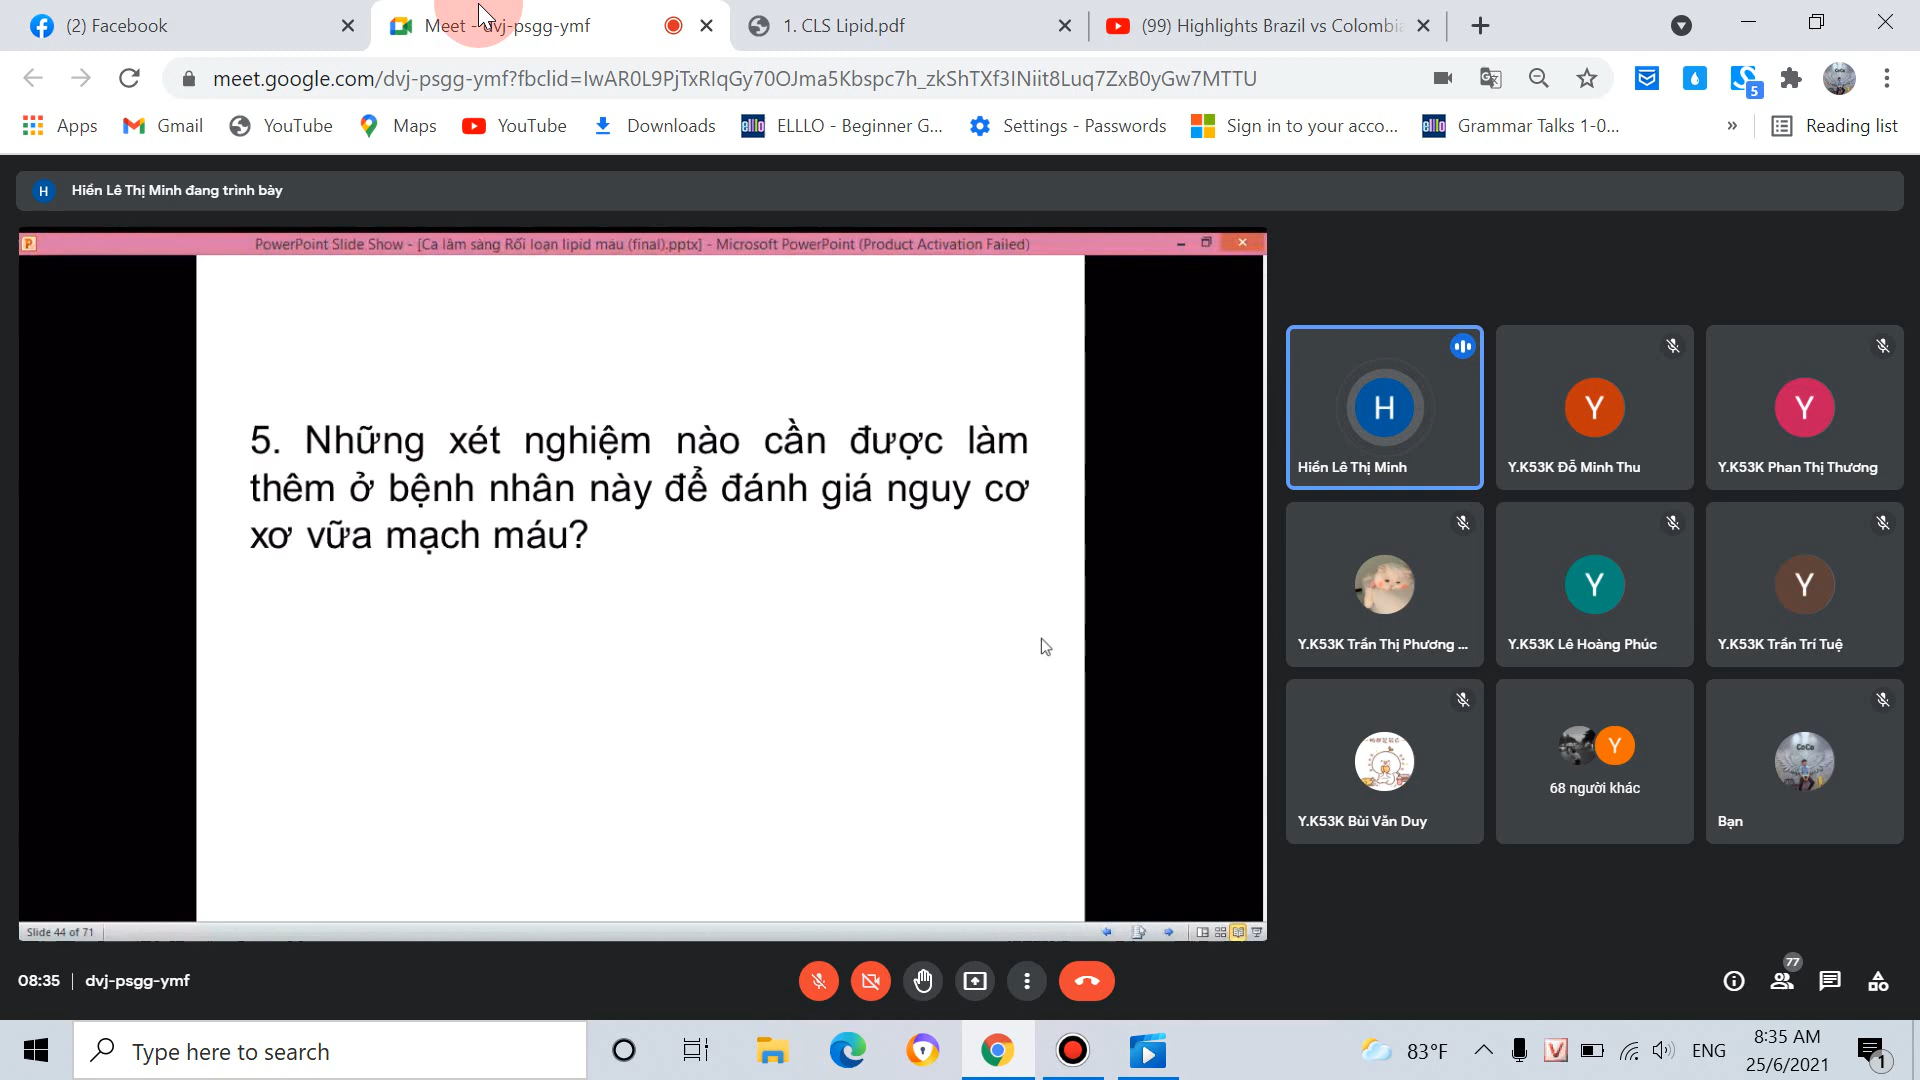 (2) Facebook
Meet - dvj-psgg-ymf
1. CLS Lipid.pdf
(99) Highlights Brazil vs Colombia
meet.google.com/dvj-psgg-ymf?fbclid=IwAR0L9PjTxRIqGy70OJma5Kbspc7h_zkShTXf3INiit8Luq7ZxB0yGw7MTTU
5
Apps
Gmail
YouTube
Maps
YouTube
Downloads
ELLLO - Beginner G...
Settings - Passwords
Sign in to your acco...
Grammar Talks 1-0...
»
Reading list
H
Hiền Lê Thị Minh đang trình bày
PowerPoint Slide Show - [Ca lâm sàng Rối loạn lipid máu (final).pptx] - Microsoft PowerPoint (Product Activation Failed)
5. Những xét nghiệm nào cần được làm
thêm ở bệnh nhân này để đánh giá nguy cơ
xơ vữa mạch máu?
Slide 44 of 71
H
Hiền Lê Thị Minh
Y
Y.K53K Đỗ Minh Thu
Y
Y.K53K Phan Thị Thương
Y.K53K Trần Thị Phương ...
Y
Y.K53K Lê Hoàng Phúc
Y
Y.K53K Trần Trí Tuệ
Y.K53K Bùi Văn Duy
Y
68 người khác
CoCo
Bạn
08:35
dvj-psgg-ymf
77
Type here to search
83°F
V
ENG
8:35 AM
25/6/2021
1